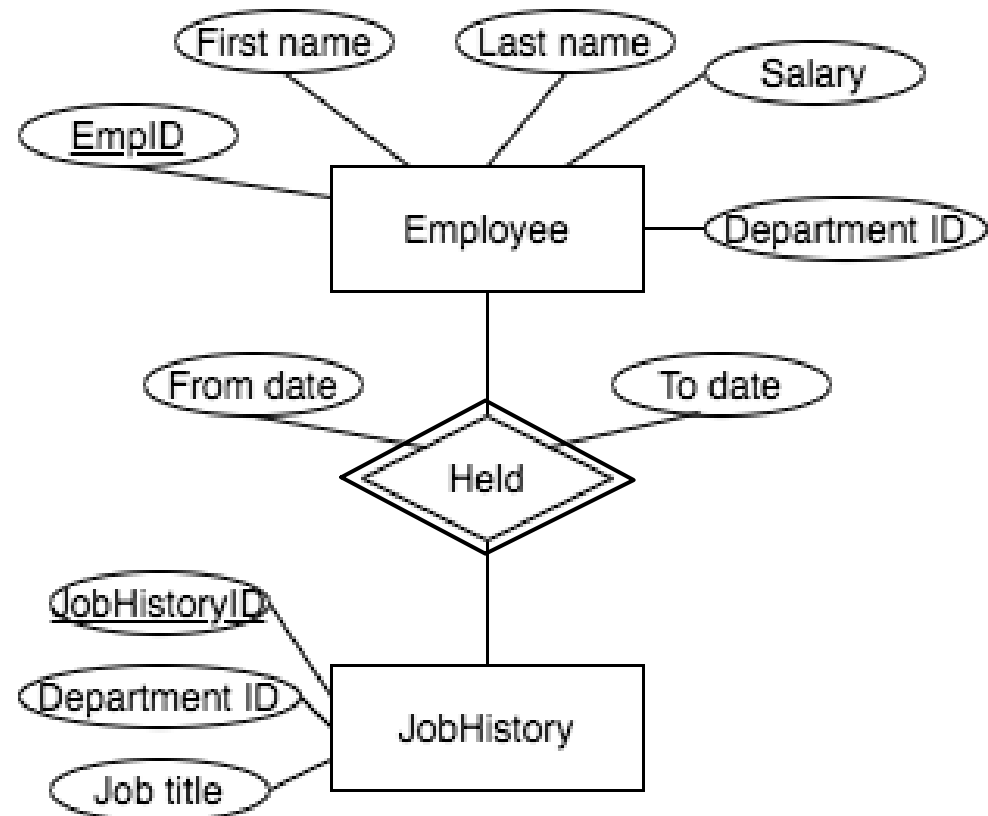 First name
Last name
Salary
EmpID
Employee
Department ID
From date
To date
Held
JobHistoryID
Department ID
JobHistory
Job title